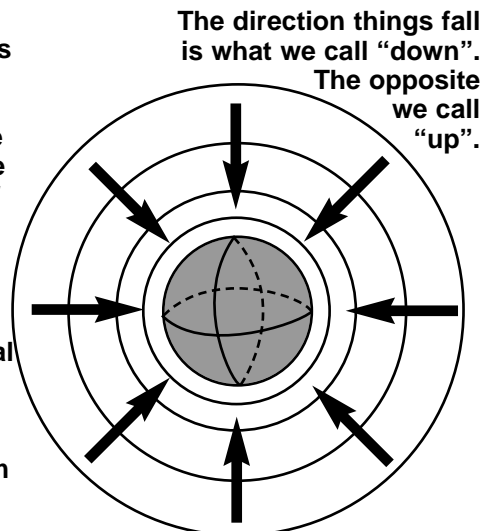 The direction things fall
is what we call “down”.
The opposite
we call
“up”.